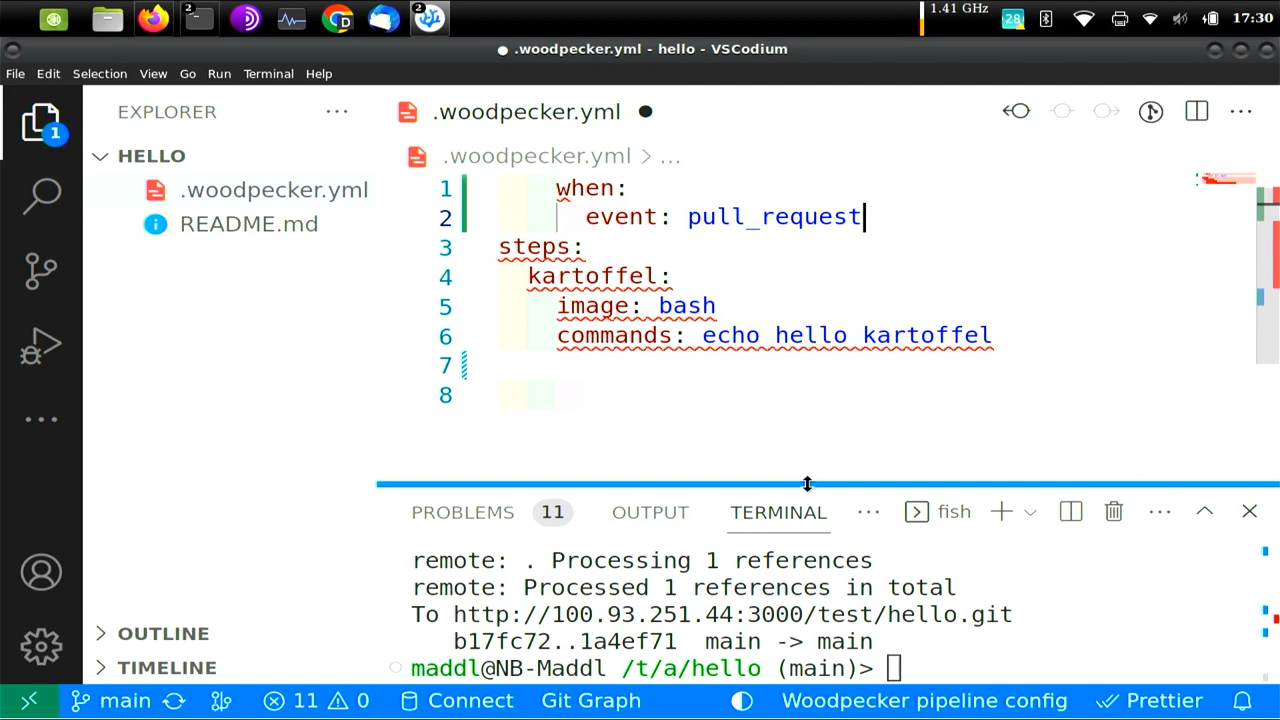 2
2
1.41 GHz
28
17:30
● .woodpecker.yml - hello - VSCodium
File Edit Selection View Go Run Terminal Help
EXPLORER
.woodpecker.yml
1
HELLO
.woodpecker.yml > ...
.woodpecker.yml
README.md
1 when:
2 event: pull_request
3 steps:
4 kartoffel:
5 image: bash
6 commands: echo hello kartoffel
7
8
PROBLEMS 11 OUTPUT TERMINAL ... fish
remote: . Processing 1 references
remote: Processed 1 references in total
To http://100.93.251.44:3000/test/hello.git
b17fc72..1a4ef71 main -> main
maddl@NB-Maddl /t/a/hello (main)>
OUTLINE
TIMELINE
main 11 0 Connect Git Graph Woodpecker pipeline config Prettier